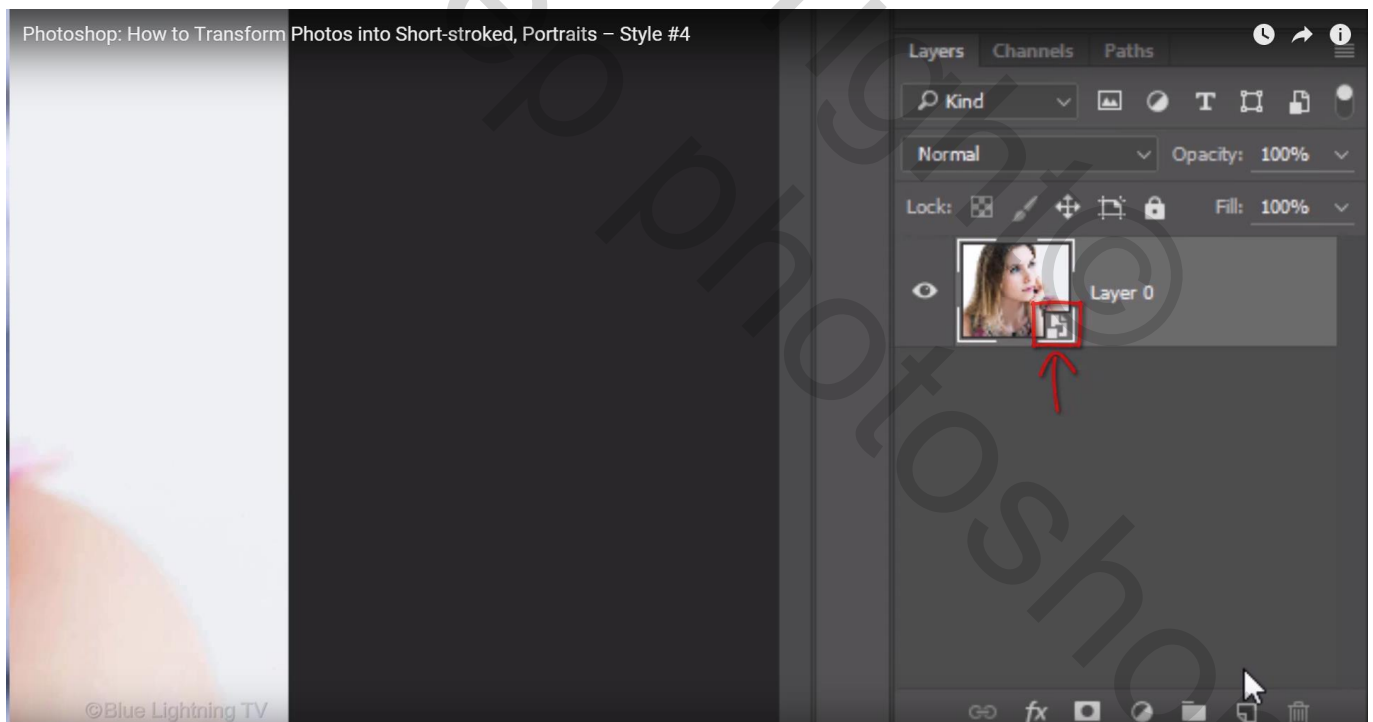 Photoshop: How to Transform Photos into Short-stroked, Portraits – Style #4
Layers Channels Paths
Kind T
Normal Opacity: 100%
Lock: Fill: 100%
Layer 0
fx
©Blue Lightning TV